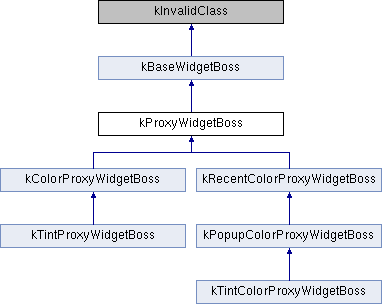 kInvalidClass
kBaseWidgetBoss
kProxyWidgetBoss
kColorProxyWidgetBoss
kRecentColorProxyWidgetBoss
kTintProxyWidgetBoss
kPopupColorProxyWidgetBoss
kTintColorProxyWidgetBoss